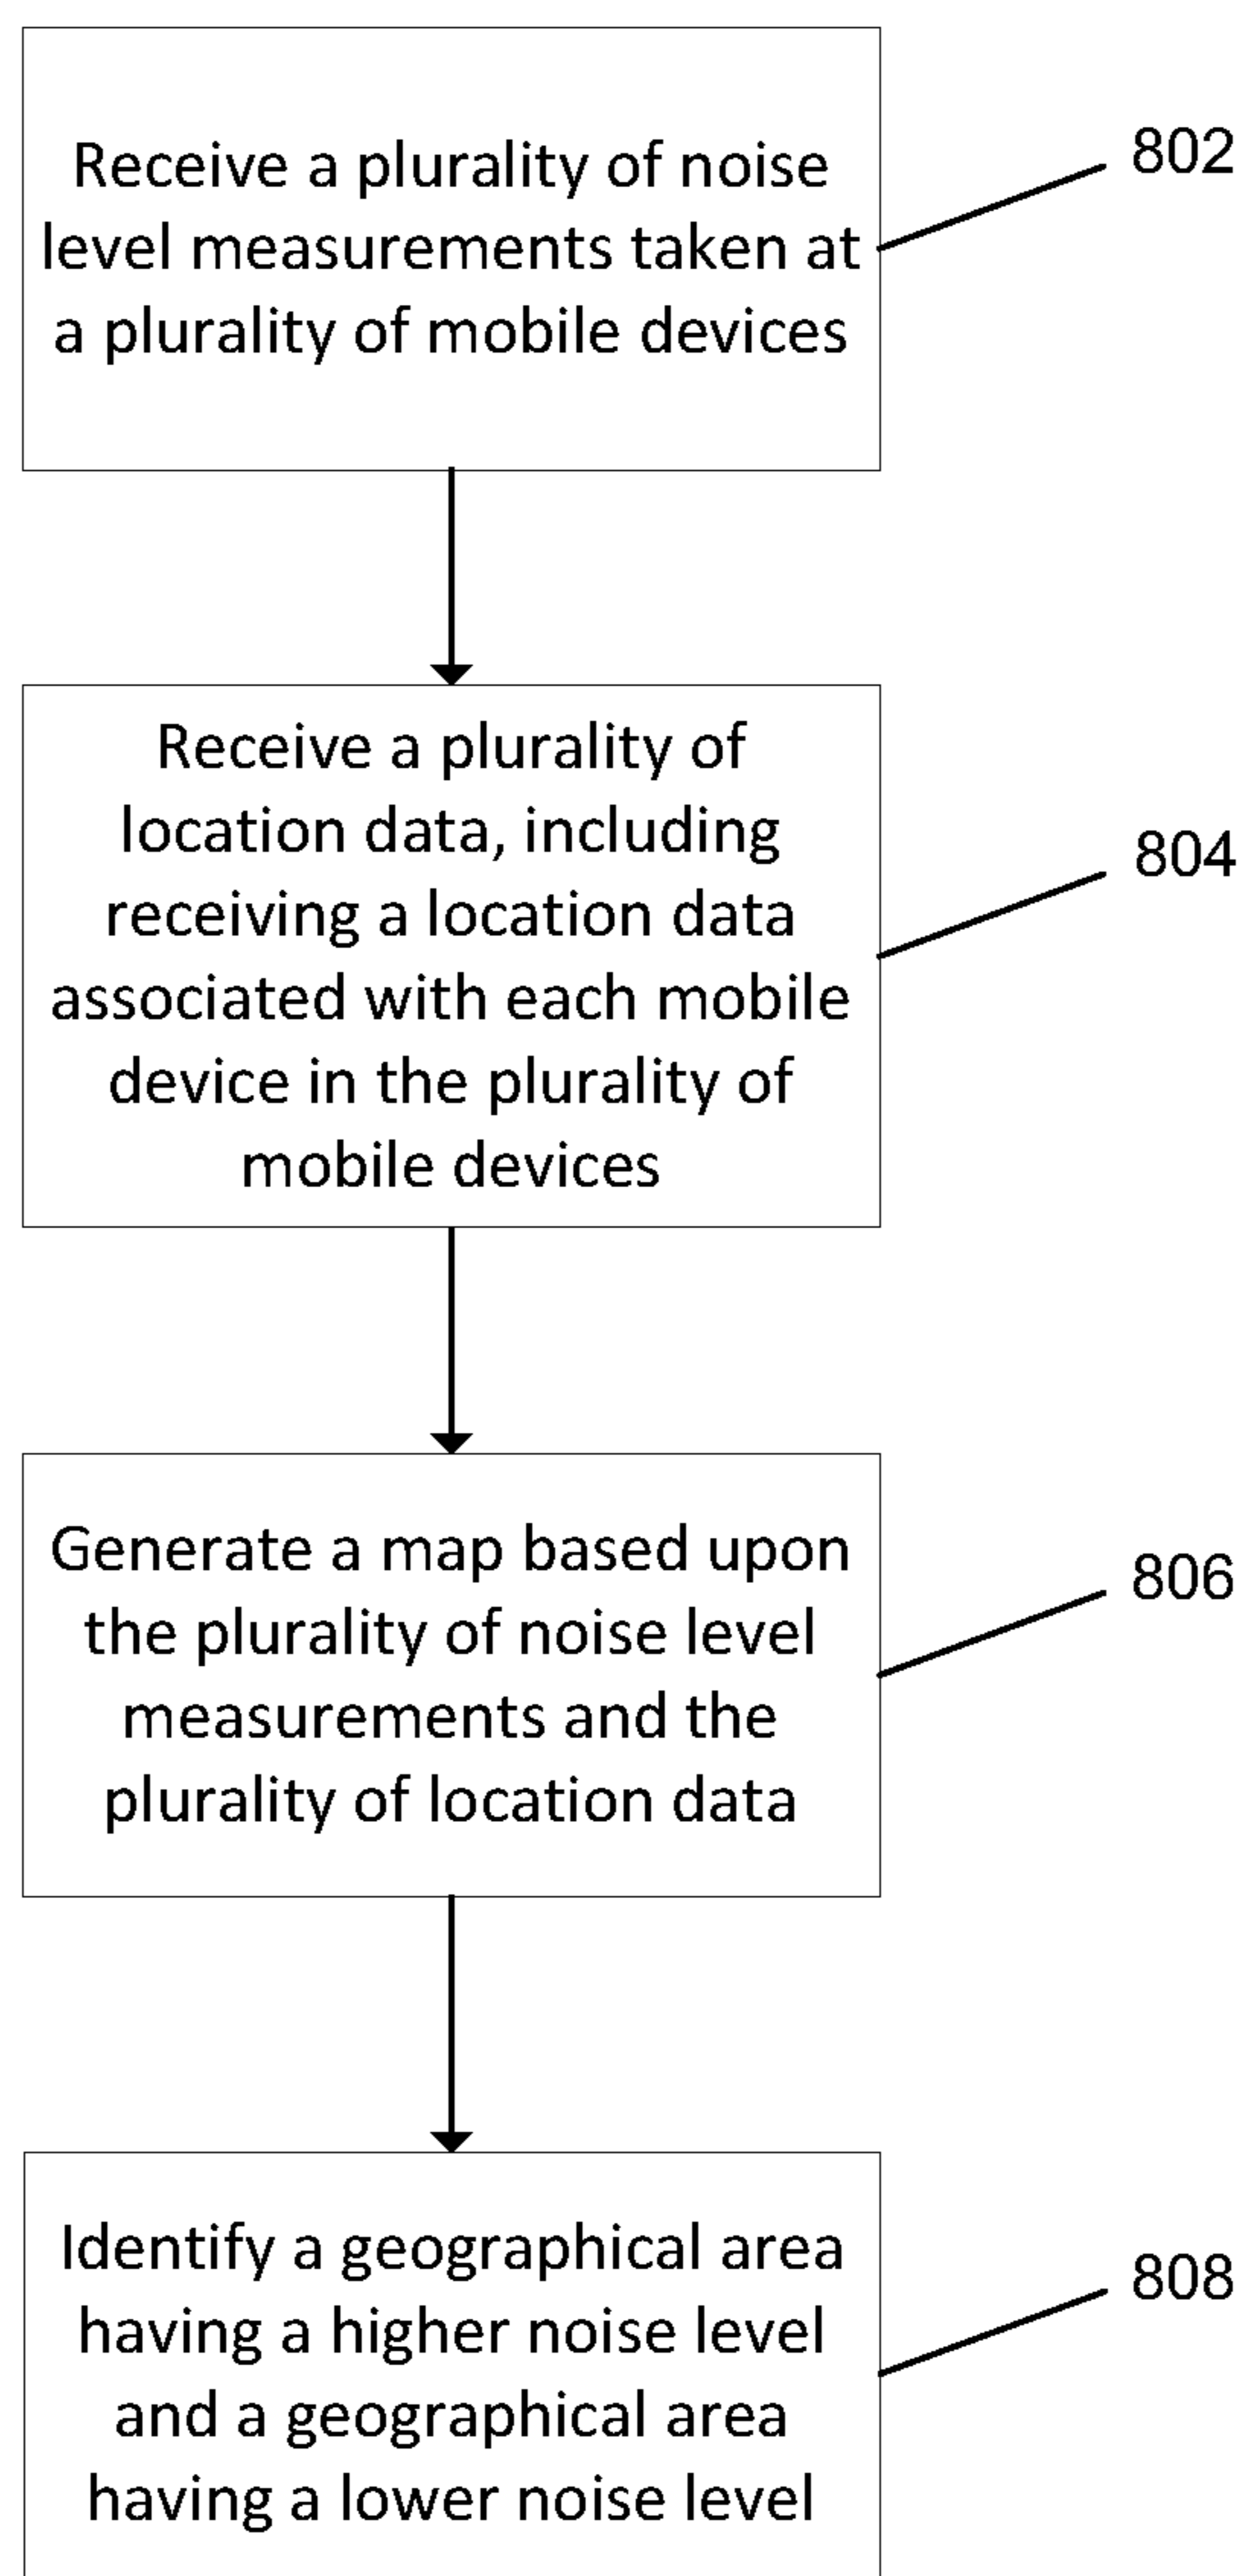 Receive a plurality of noise
level measurements taken at
a plurality of mobile devices
802
Receive a plurality of
location data, including
receiving a location data
associated with each mobile
device in the plurality of
mobile devices
804
Generate a map based upon
the plurality of noise level
measurements and the
plurality of location data
806
Identify a geographical area
having a higher noise level
and a geographical area
having a lower noise level
808